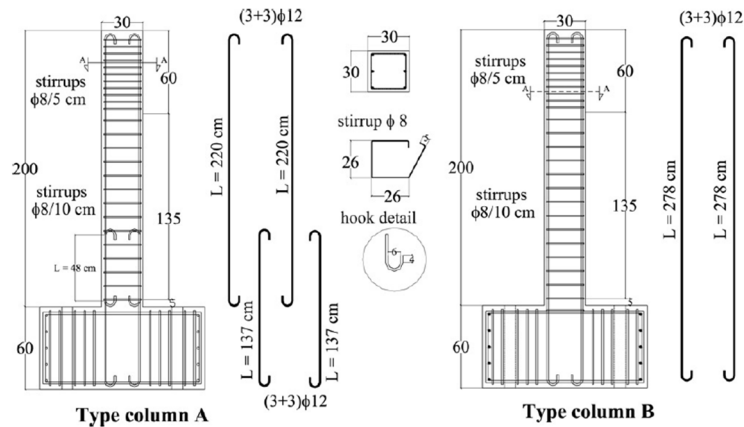 30
(3+3)ϕ12
A
A
stirrups
ϕ8/5 cm
60
200
stirrups
ϕ8/10 cm
135
L = 48 cm
5
60
L = 220 cm
L = 220 cm
L = 137 cm
L = 137 cm
(3+3)ϕ12
Type column A
30
30
stirrup ϕ 8
26
26
5
hook detail
6
4
30
(3+3)ϕ12
stirrups
ϕ8/5 cm
A
A
60
200
stirrups
ϕ8/10 cm
135
5
60
L = 278 cm
L = 278 cm
Type column B